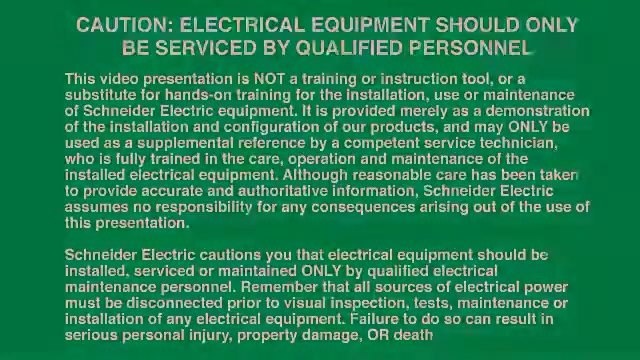 CAUTION: ELECTRICAL EQUIPMENT SHOULD ONLY
BE SERVICED BY QUALIFIED PERSONNEL
This video presentation is NOT a training or instruction tool, or a
substitute for hands-on training for the installation, use or maintenance
of Schneider Electric equipment. It is provided merely as a demonstration
of the installation and configuration of our products, and may ONLY be
used as a supplemental reference by a competent service technician,
who is fully trained in the care, operation and maintenance of the
installed electrical equipment. Although reasonable care has been taken
to provide accurate and authoritative information, Schneider Electric
assumes no responsibility for any consequences arising out of the use of
this presentation.
Schneider Electric cautions you that electrical equipment should be
installed, serviced or maintained ONLY by qualified electrical
maintenance personnel. Remember that all sources of electrical power
must be disconnected prior to visual inspection, tests, maintenance or
installation of any electrical equipment. Failure to do so can result in
serious personal injury, property damage, OR death